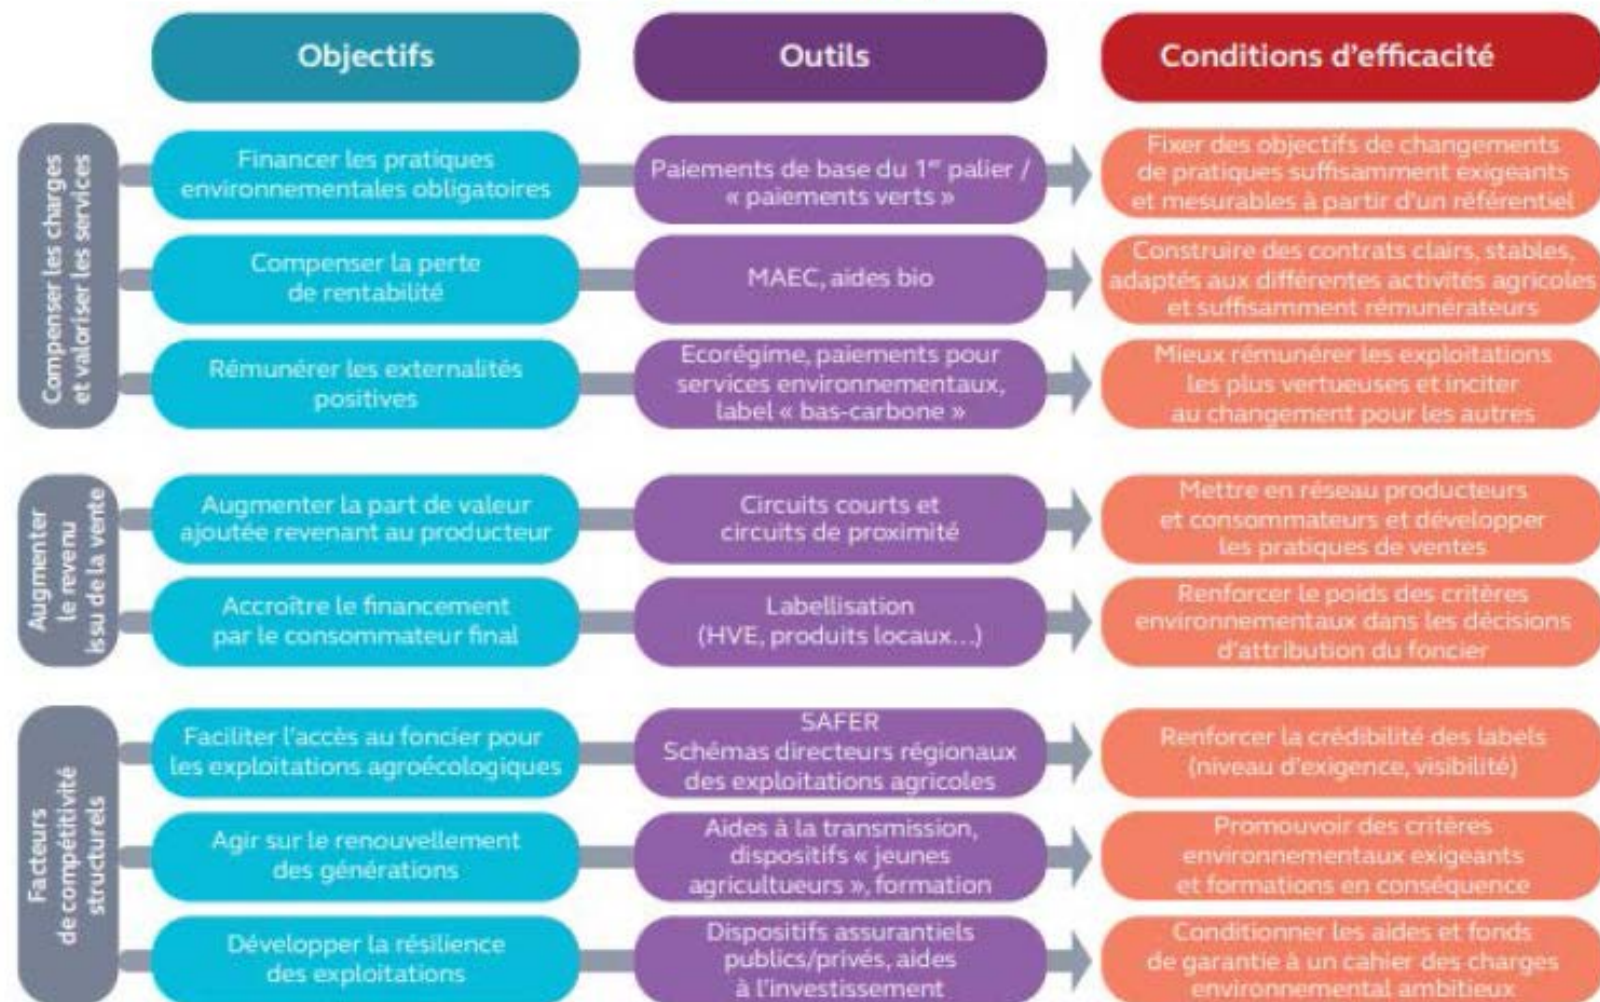 Objectifs
Outils
Conditions d'efficacité
Compenser les charges
et valoriser les services
Financer les pratiques
environnementales obligatoires
Paiements de base du 1er palier /
« paiements verts »
Fixer des objectifs de changements
de pratiques suffisamment exigeants
et mesurables à partir d'un référentiel
Compenser la perte
de rentabilité
MAEC, aides bio
Construire des contrats clairs, stables,
adaptés aux différentes activités agricoles
et suffisamment rémunérateurs
Rémunérer les externalités
positives
Ecorégime, paiements pour
services environnementaux,
label « bas-carbone »
Mieux rémunérer les exploitations
les plus vertueuses et inciter
au changement pour les autres
Augmenter
le revenu
issu de la vente
Augmenter la part de valeur
ajoutée revenant au producteur
Circuits courts et
circuits de proximité
Mettre en réseau producteurs
et consommateurs et développer
les pratiques de ventes
Accroître le financement
par le consommateur final
Labellisation
(HVE, produits locaux...)
Renforcer le poids des critères
environnementaux dans les décisions
d'attribution du foncier
Facteurs
de compétitivité
structurels
Faciliter l'accès au foncier pour
les exploitations agroécologiques
SAFER
Schémas directeurs régionaux
des exploitations agricoles
Renforcer la crédibilité des labels
(niveau d'exigence, visibilité)
Agir sur le renouvellement
des générations
Aides à la transmission,
dispositifs « jeunes
agricultueurs », formation
Promouvoir des critères
environnementaux exigeants
et formations en conséquence
Développer la résilience
des exploitations
Dispositifs assurantiels
publics/privés, aides
à l'investissement
Conditionner les aides et fonds
de garantie à un cahier des charges
environnemental ambitieux